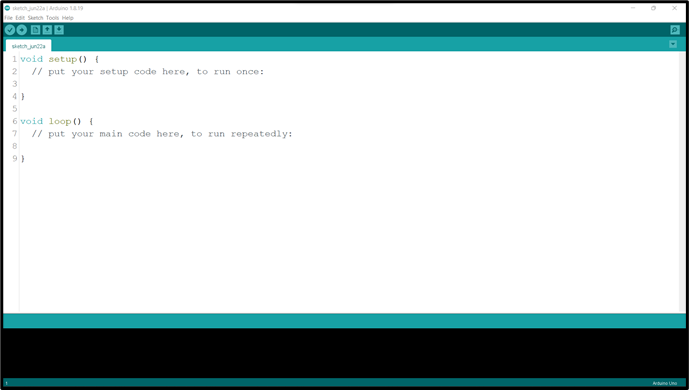 sketch_jun22a | Arduino 1.8.19
File Edit Sketch Tools Help
sketch_jun22a
1 void setup() {
2   // put your setup code here, to run once:
3
4 }
5
6 void loop() {
7   // put your main code here, to run repeatedly:
8
9 }
1
Arduino Uno